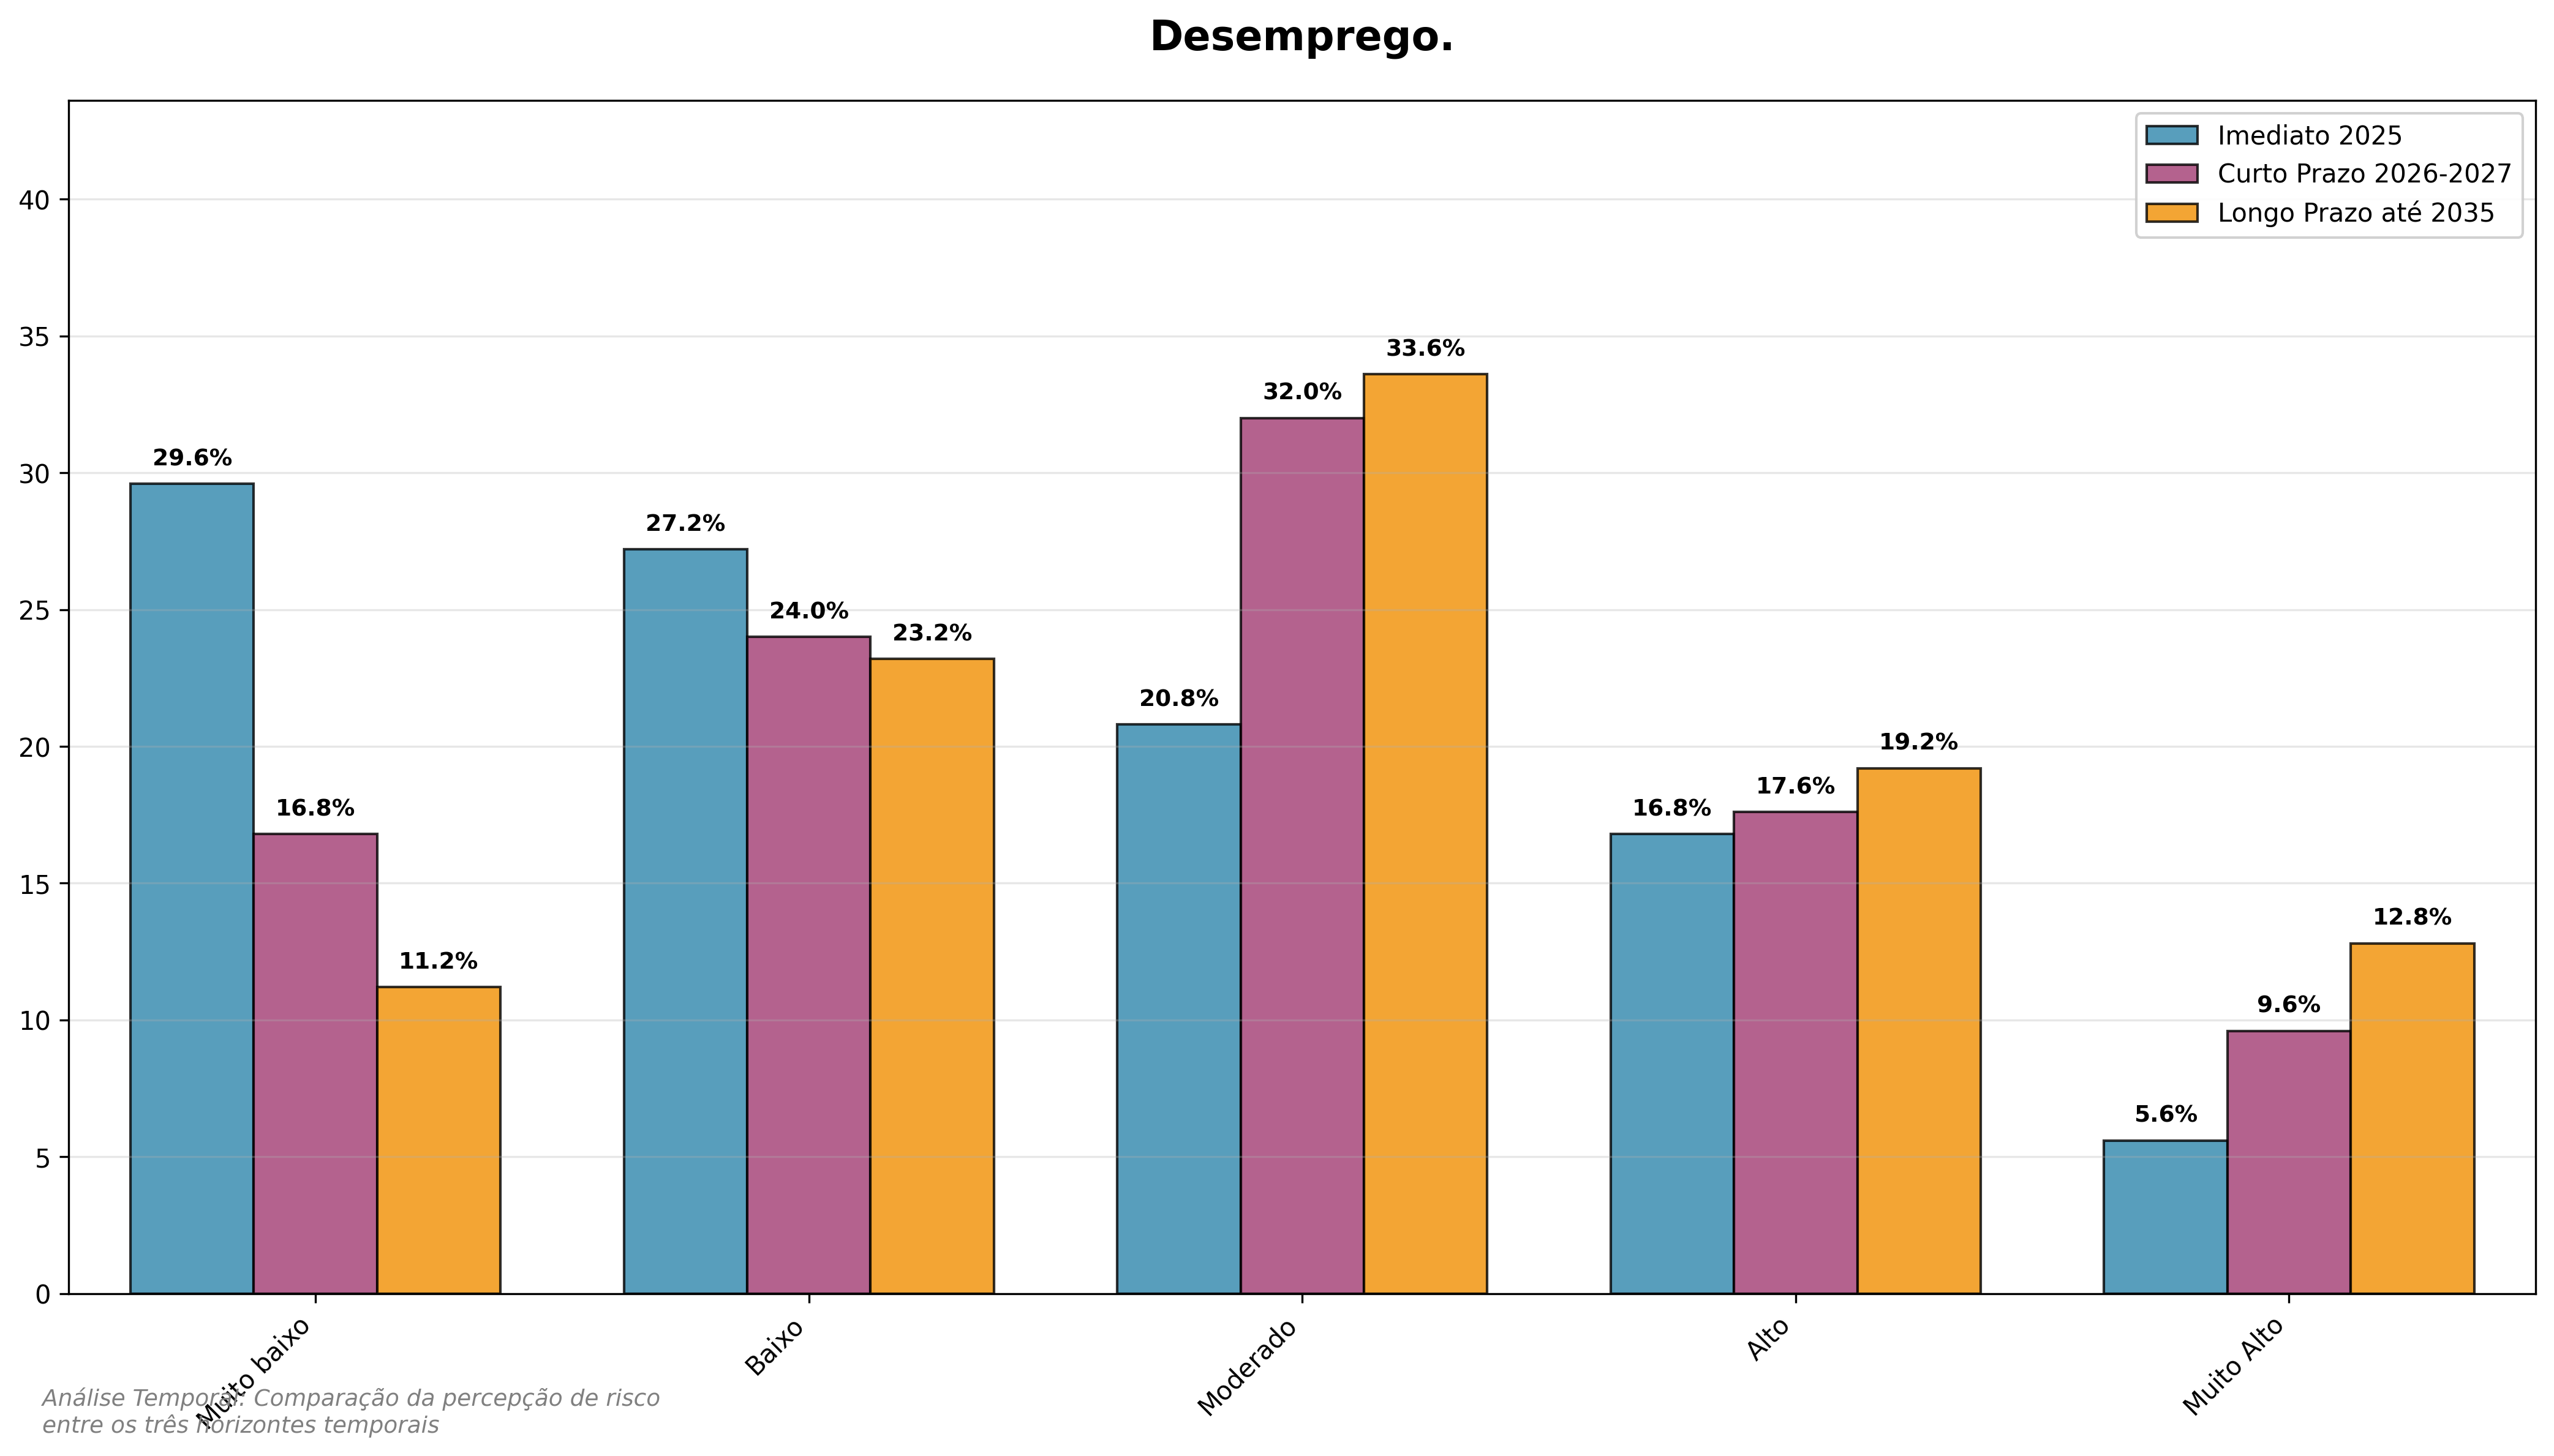 Desemprego.
Imediato 2025
Curto Prazo 2026-2027
Longo Prazo até 2035
40
35
30
25
20
15
10
5
0
29.6%
16.8%
11.2%
27.2%
24.0%
23.2%
20.8%
32.0%
33.6%
16.8%
17.6%
19.2%
5.6%
9.6%
12.8%
Muito baixo
Baixo
Moderado
Alto
Muito Alto
Análise Temporal: Comparação da percepção de risco
entre os três horizontes temporais